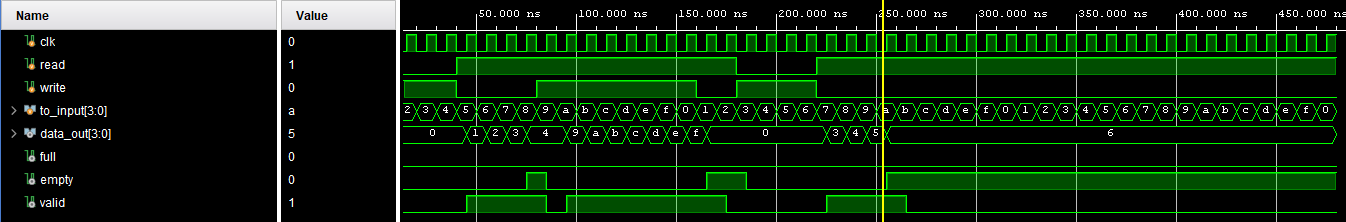 Name Value 50.000 ns 100.000 ns 150.000 ns 200.000 ns 250.000 ns 300.000 ns 350.000 ns 400.000 ns 450.000 ns
clk 0
read 1
write 0
to_input[3:0] a 2 3 4 5 6 7 8 9 a b c d e f 0 1 2 3 4 5 6 7 8 9 a b c d e f 0 1 2 3 4 5 6 7 8 9 a b c d e f 0
data_out[3:0] 5 0 1 2 3 4 9 a b c d e f 0 3 4 5 6
full 0
empty 0
valid 1